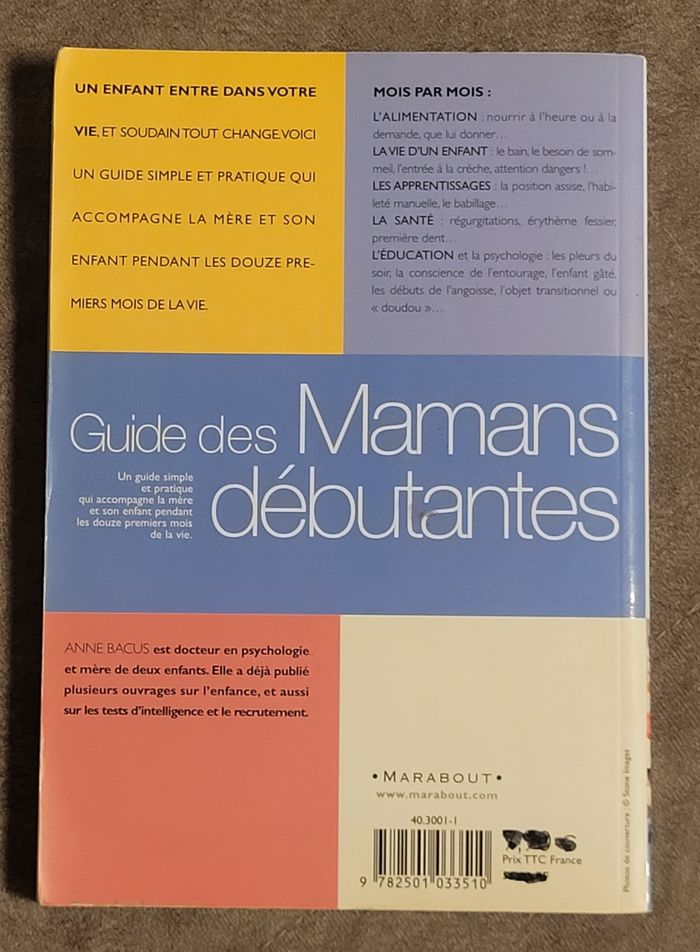 UN ENFANT ENTRE DANS VOTRE
VIE, ET SOUDAIN TOUT CHANGE. VOICI
UN GUIDE SIMPLE ET PRATIQUE QUI
ACCOMPAGNE LA MÈRE ET SON
ENFANT PENDANT LES DOUZE PRE-
MIERS MOIS DE LA VIE.
MOIS PAR MOIS :
L'ALIMENTATION : nourrir à l'heure ou à la
demande, que lui donner…
LA VIE D'UN ENFANT : le bain, le besoin de som-
meil, l'entrée à la crèche, attention dangers !…
LES APPRENTISSAGES : la position assise, l'habi-
leté manuelle, le babillage…
LA SANTÉ : régurgitations, érythème fessier,
première dent…
L'ÉDUCATION et la psychologie : les pleurs du
soir, la conscience de l'entourage, l'enfant gâté,
les débuts de l'angoisse, l'objet transitionnel ou
« doudou »…
Guide des Mamans
débutantes
Un guide simple
et pratique
qui accompagne la mère
et son enfant pendant
les douze premiers mois
de la vie.
ANNE BACUS est docteur en psychologie
et mère de deux enfants. Elle a déjà publié
plusieurs ouvrages sur l'enfance, et aussi
sur les tests d'intelligence et le recrutement.
• MARABOUT •
www.marabout.com
40.3001-1
Prix TTC France
9 782501 033510
Photos de couverture : © Stone Images